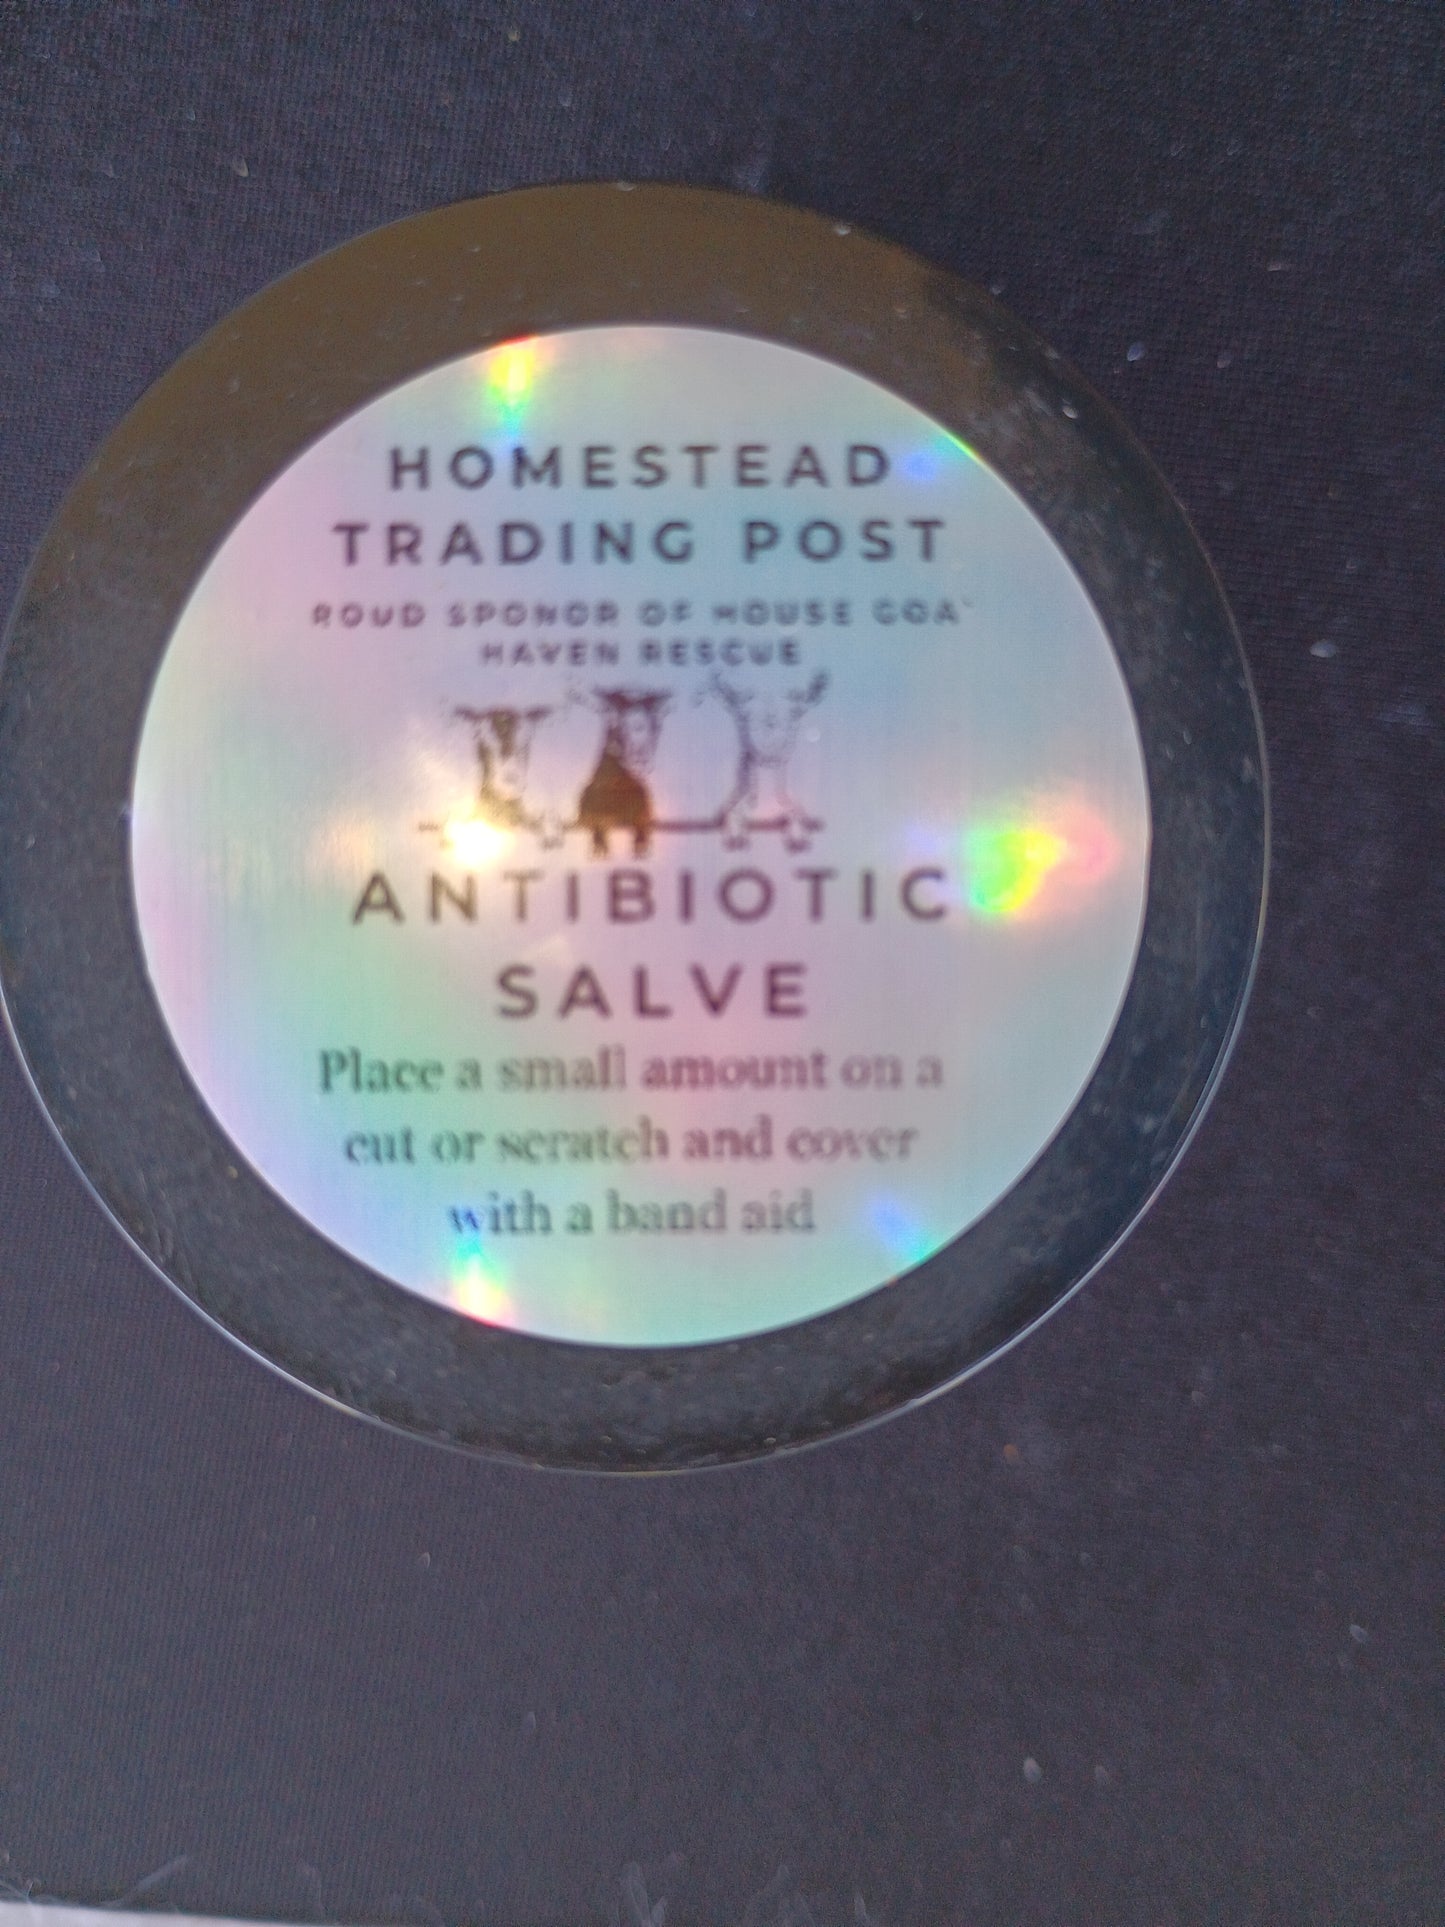 HOMESTEAD
TRADING POST
ROUD SPONOR OF HOUSE GOA
HAVEN RESCUE
ANTIBIOTIC
SALVE
Place a small amount on a
cut or scratch and cover
with a band aid